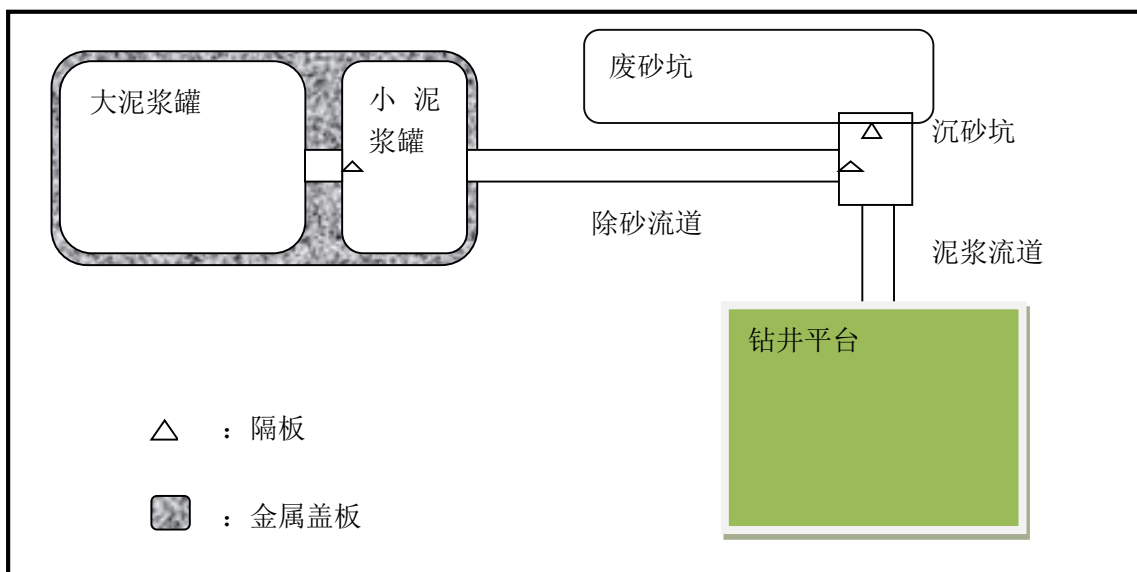 大泥浆罐
小 泥
浆罐
废砂坑
沉砂坑
除砂流道
泥浆流道
钻井平台
：隔板
：金属盖板